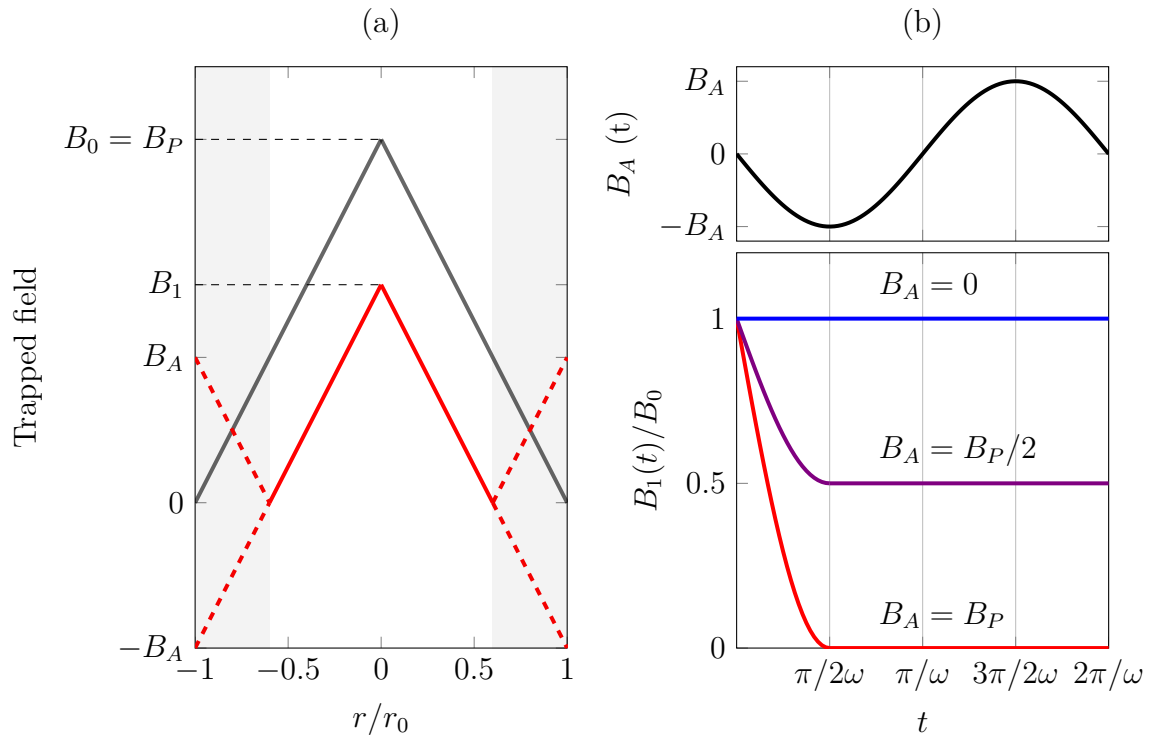 (a)
Trapped field
B_0 = B_P
B_1
B_A
0
−B_A
−1
−0.5
0
0.5
1
r/r_0
(b)
B_A (t)
B_A
0
−B_A
B_1(t)/B_0
1
0.5
0
B_A = 0
B_A = B_P/2
B_A = B_P
π/2ω
π/ω
3π/2ω
2π/ω
t